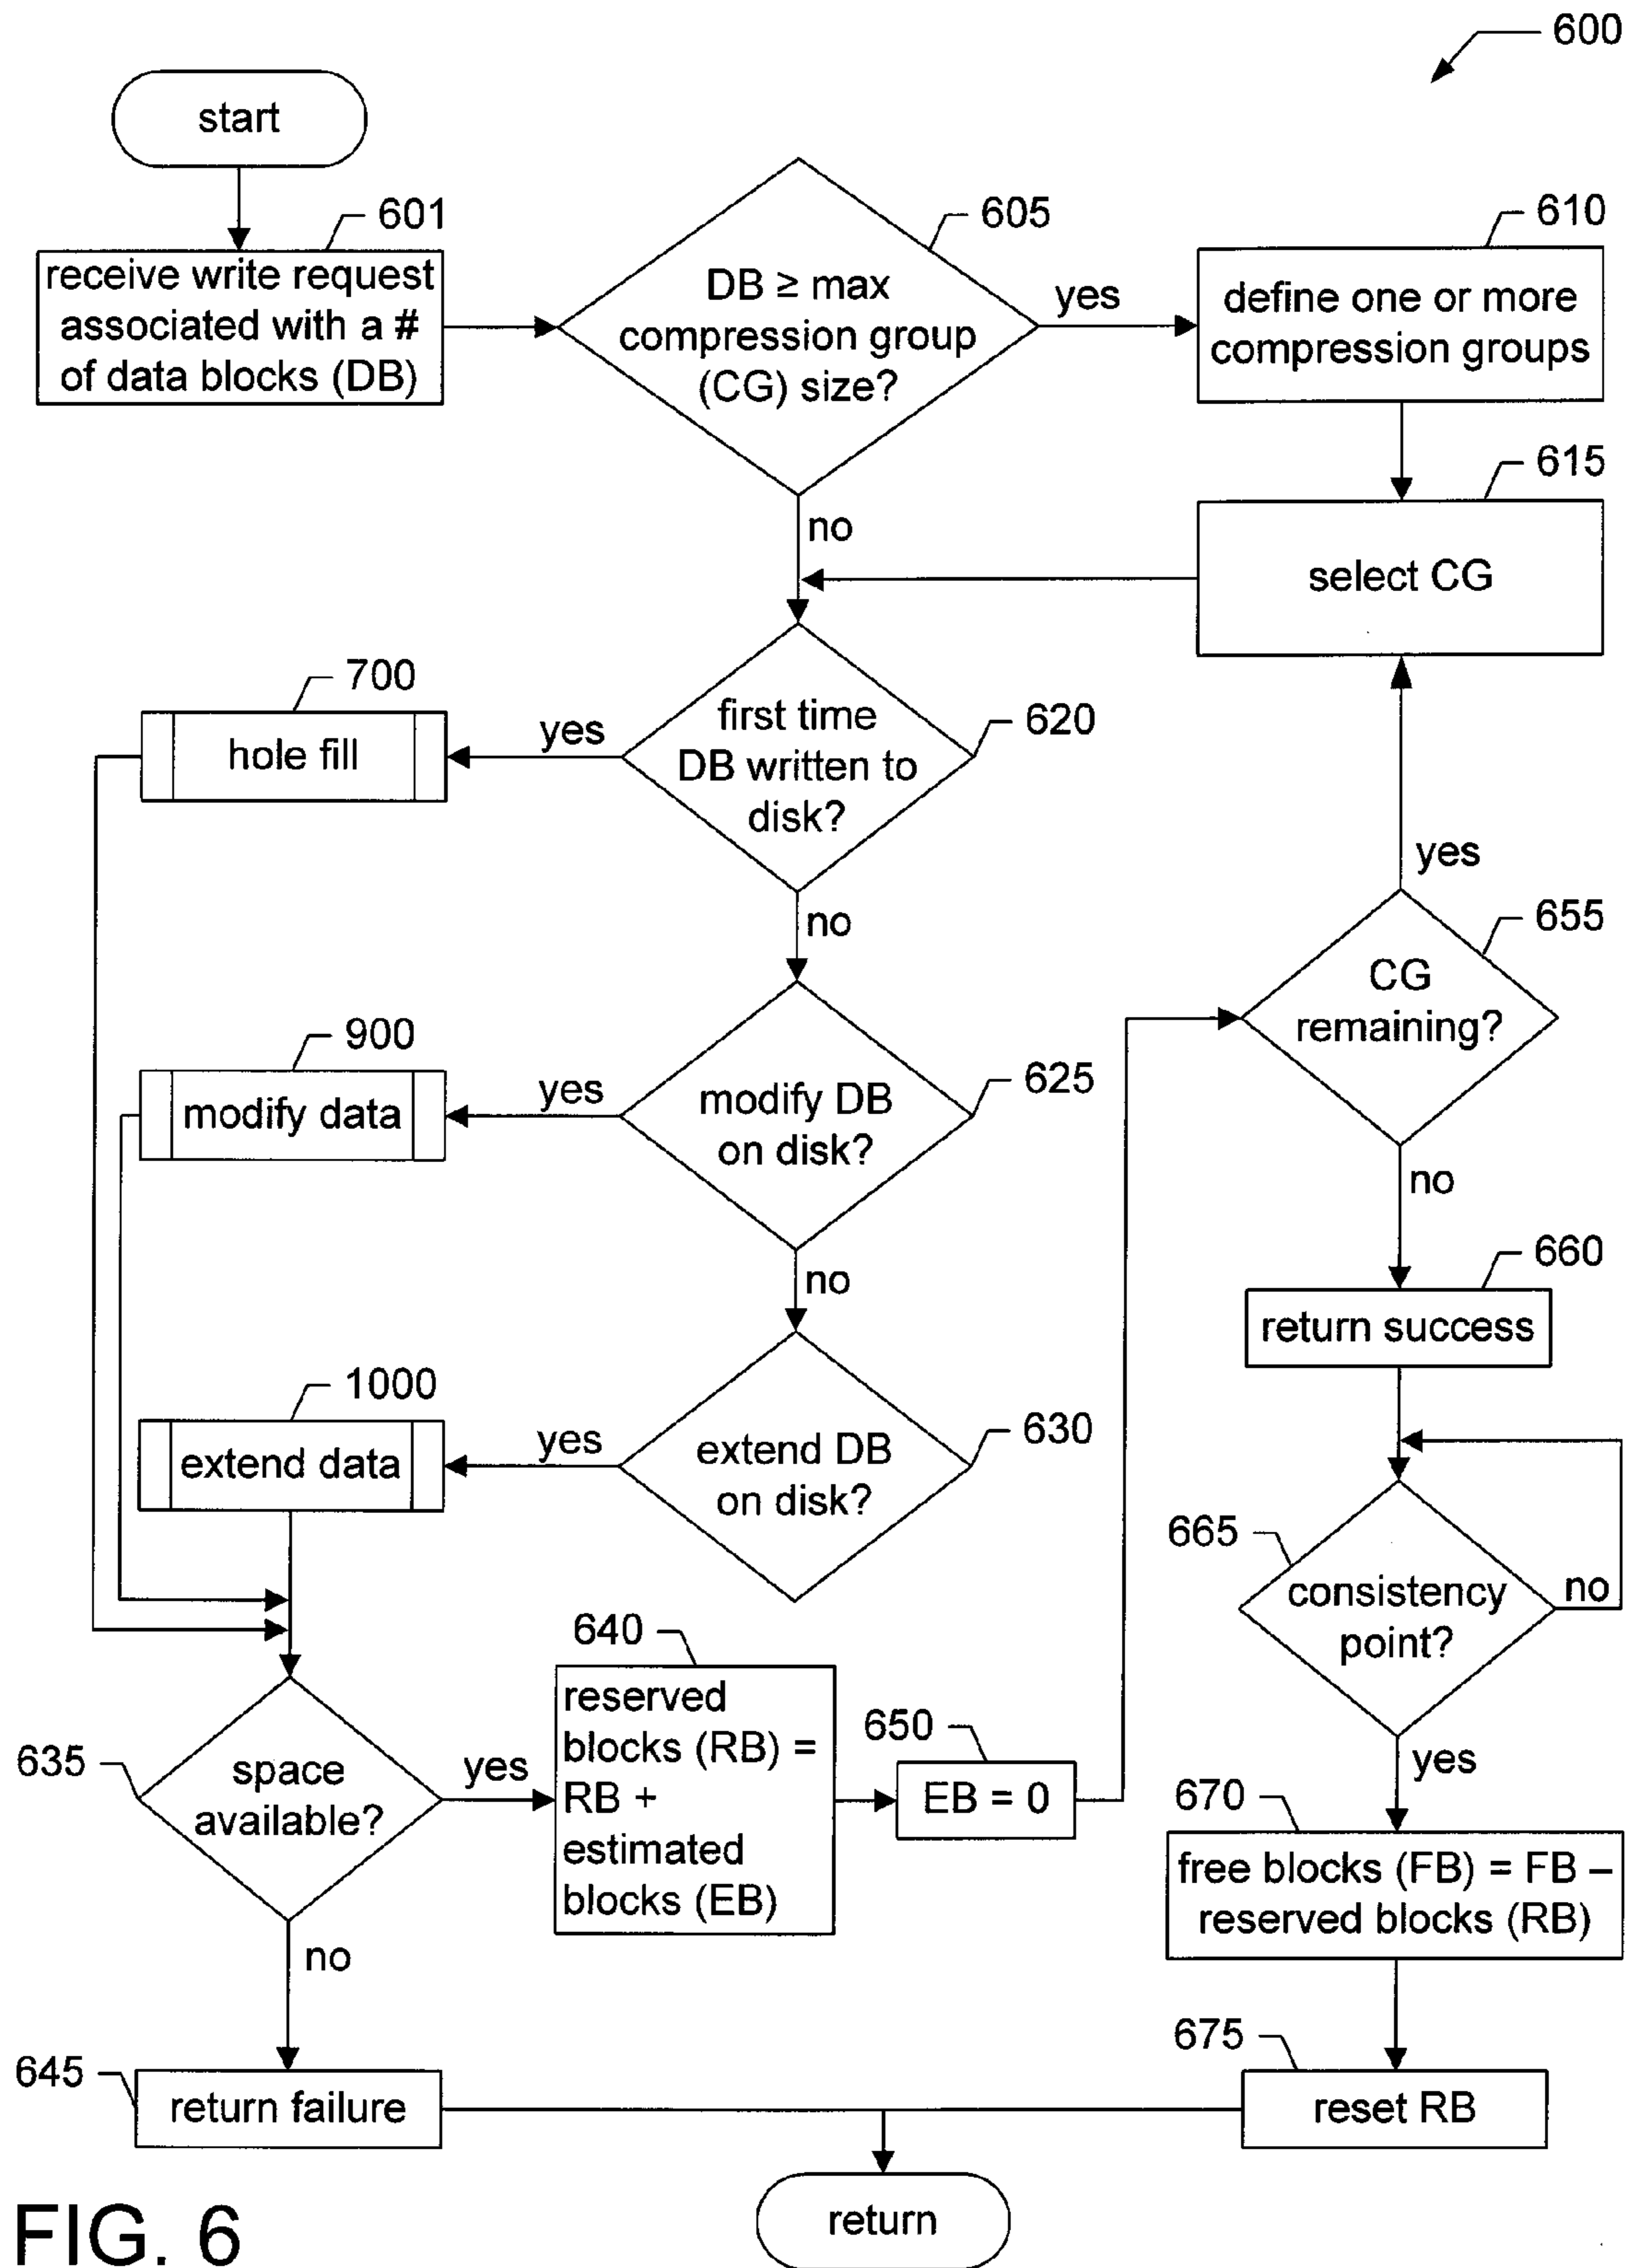 600
start
601
receive write request
associated with a #
of data blocks (DB)
605
DB ≥ max
compression group
(CG) size?
yes
610
define one or more
compression groups
no
615
select CG
700
hole fill
yes
first time
DB written to
disk?
620
no
yes
655
CG
remaining?
900
modify data
yes
modify DB
on disk?
625
no
no
660
return success
1000
extend data
yes
extend DB
on disk?
630
665
consistency
point?
no
yes
635
space
available?
yes
640
reserved
blocks (RB) =
RB +
estimated
blocks (EB)
650
EB = 0
670
free blocks (FB) = FB –
reserved blocks (RB)
no
645
return failure
675
reset RB
return
FIG. 6